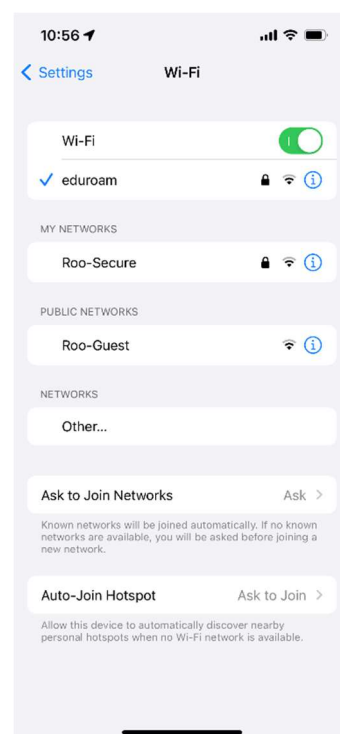 10:56
Settings Wi-Fi
Wi-Fi
eduroam
MY NETWORKS
Roo-Secure
PUBLIC NETWORKS
Roo-Guest
NETWORKS
Other...
Ask to Join Networks Ask
Known networks will be joined automatically. If no known
networks are available, you will be asked before joining a
new network.
Auto-Join Hotspot Ask to Join
Allow this device to automatically discover nearby
personal hotspots when no Wi-Fi network is available.